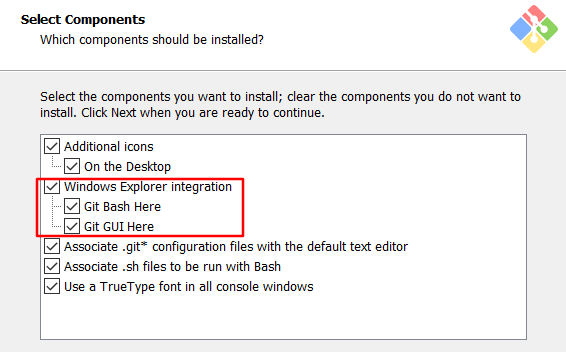 Select Components
Which components should be installed?
Select the components you want to install; clear the components you do not want to
install. Click Next when you are ready to continue.
Additional icons
On the Desktop
Windows Explorer integration
Git Bash Here
Git GUI Here
Associate .git* configuration files with the default text editor
Associate .sh files to be run with Bash
Use a TrueType font in all console windows